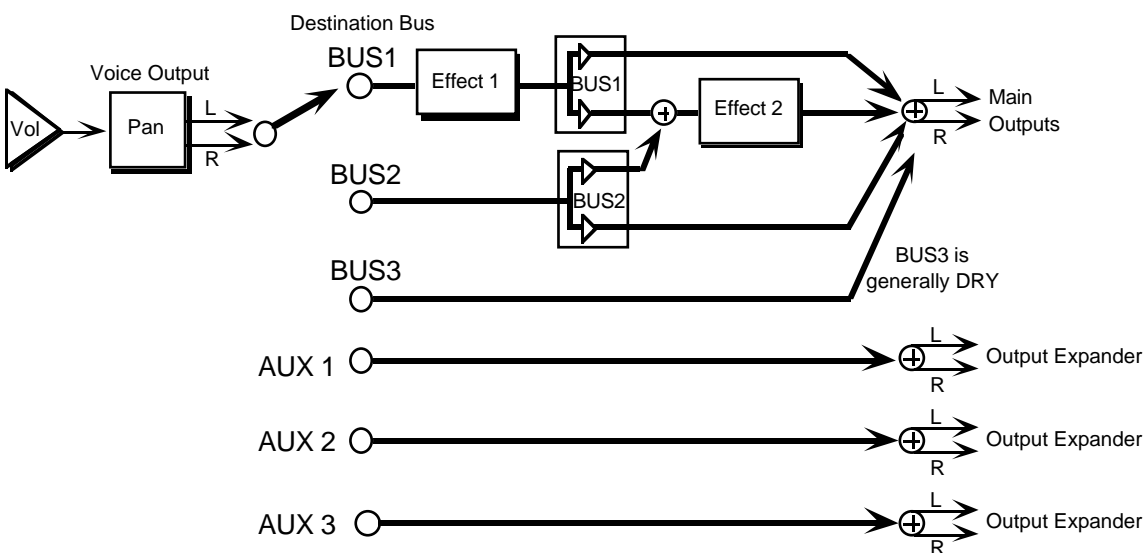 Destination Bus
BUS1
Voice Output
Effect 1
BUS1
Effect 2
Vol
Pan
L
R
L
R
Main
Outputs
BUS2
BUS2
BUS3
BUS3 is
generally DRY
AUX 1
L
R
Output Expander
AUX 2
L
R
Output Expander
AUX 3
L
R
Output Expander